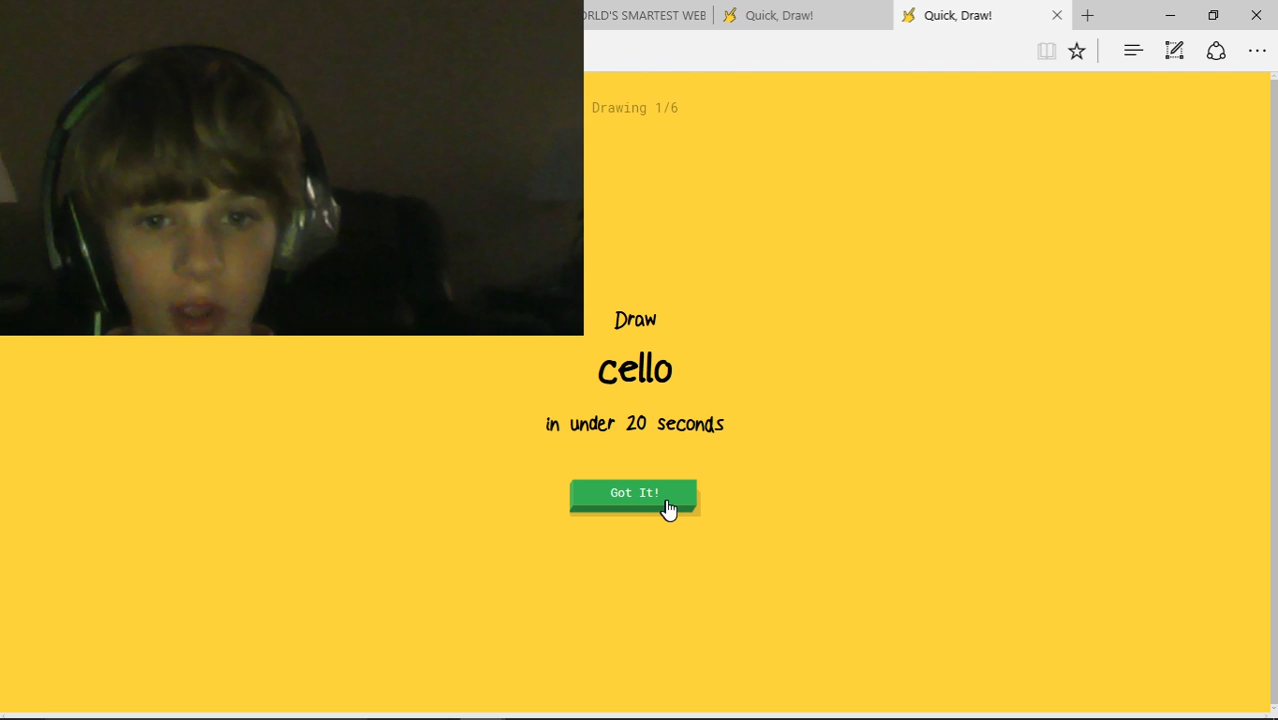 ORLD'S SMARTEST WEB
Quick, Draw!
Quick, Draw!
Drawing 1/6
Draw
cello
in under 20 seconds
Got It!